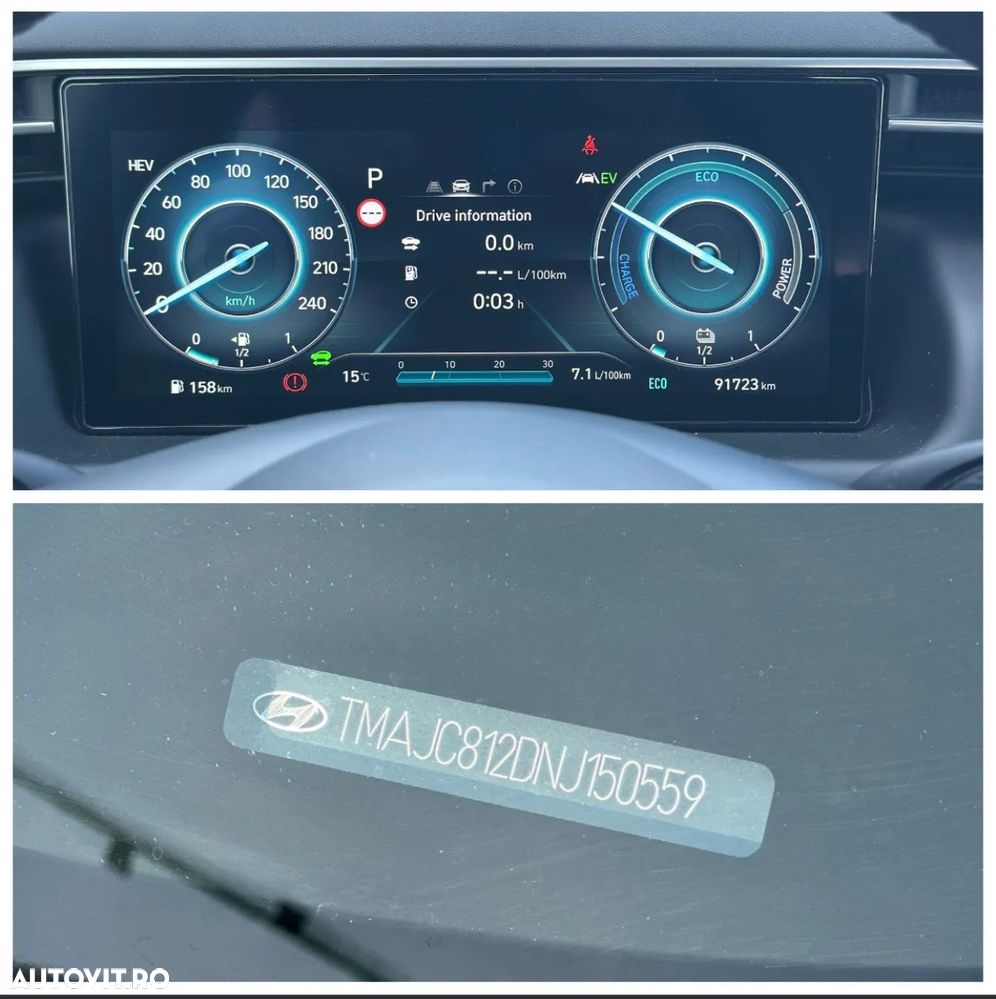 HEV
0
20
40
60
80
100
120
150
180
210
240
km/h
0 1/2 1
158 km
P
---
Drive information
0.0 km
--.- L/100km
0:03 h
15°C
0 10 20 30
7.1 L/100km
EV
ECO
CHARGE
POWER
0 1/2 1
ECO
91723 km
TMAJC812DNJ150559
AUTOVIT.RO